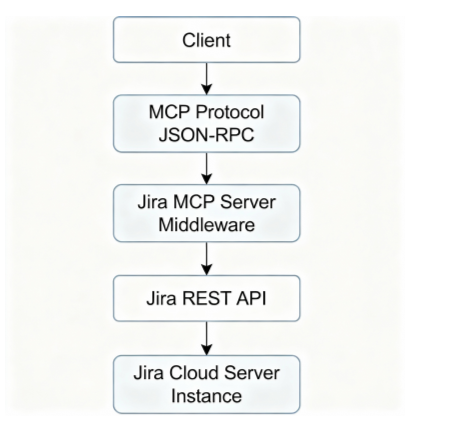 Client
MCP Protocol
JSON-RPC
Jira MCP Server
Middleware
Jira REST API
Jira Cloud Server
Instance